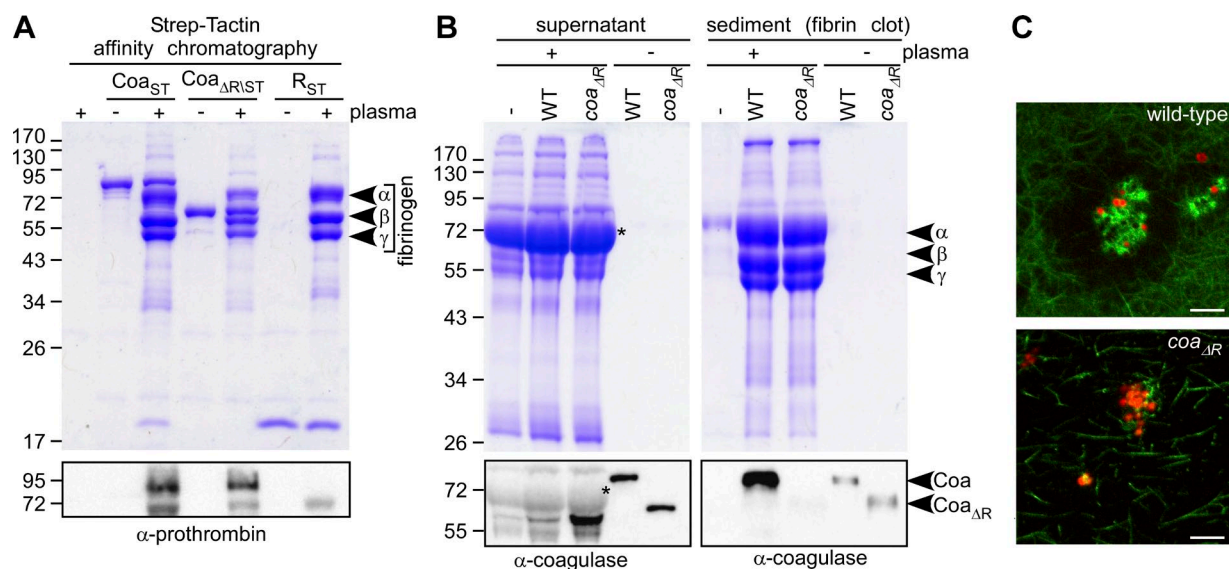 A
Strep-Tactin
affinity chromatography
CoaST CoaΔR\ST RST
+ - + - + - + plasma
170
130
95
72
55
43
34
26
17
α
β
γ
fibrinogen
95
72
α-prothrombin
B
supernatant sediment (fibrin clot)
+ - + - plasma
- WT coaΔR WT coaΔR - WT coaΔR WT coaΔR
170
130
95
72 *
55
43
34
26
α
β
γ
72 *
55
Coa
CoaΔR
α-coagulase α-coagulase
C
wild-type
coaΔR